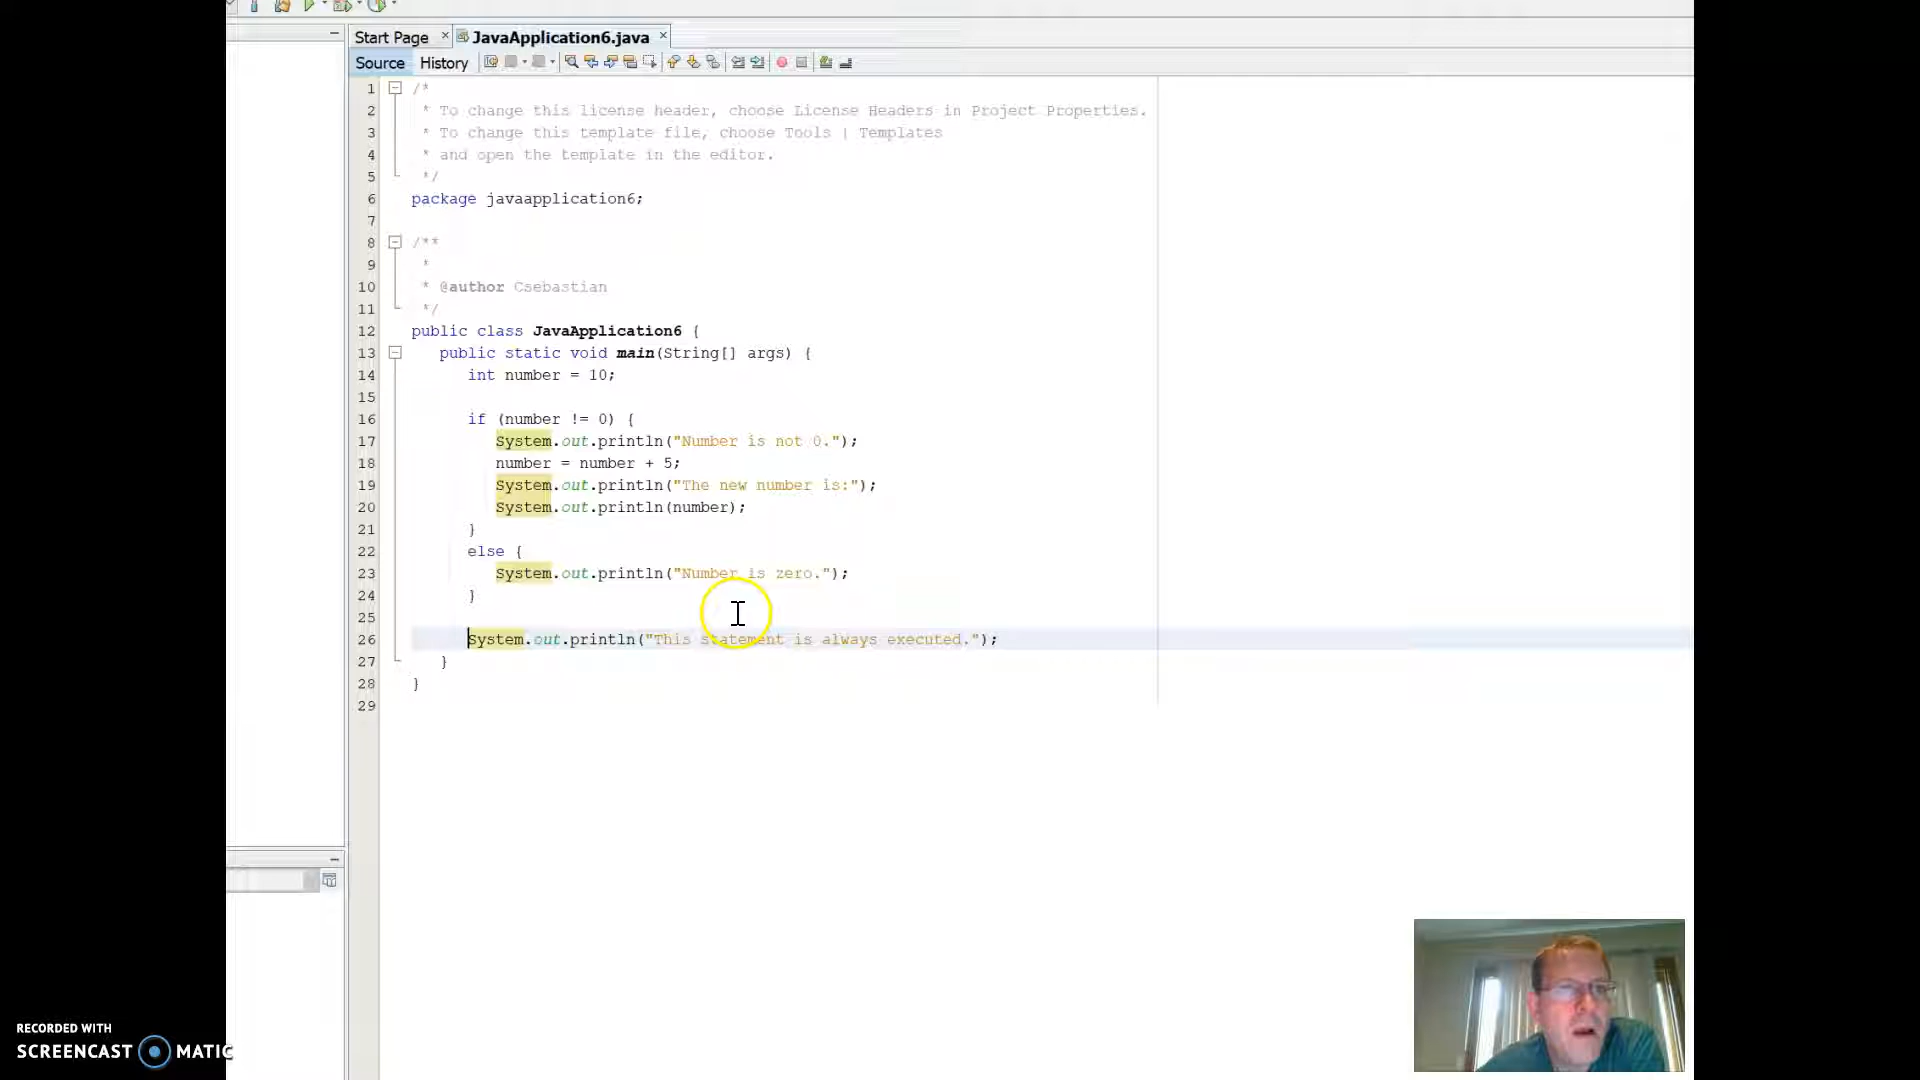 Start Page
JavaApplication6.java
Source
History
1 /*
2 * To change this license header, choose License Headers in Project Properties.
3 * To change this template file, choose Tools | Templates
4 * and open the template in the editor.
5 */
6 package javaapplication6;
7
8 /**
9 *
10 * @author Csebastian
11 */
12 public class JavaApplication6 {
13 public static void main(String[] args) {
14 int number = 10;
15
16 if (number != 0) {
17 System.out.println("Number is not 0.");
18 number = number + 5;
19 System.out.println("The new number is:");
20 System.out.println(number);
21 }
22 else {
23 System.out.println("Number is zero.");
24 }
25
26 System.out.println("This statement is always executed.");
27 }
28 }
29
RECORDED WITH
SCREENCAST MATIC